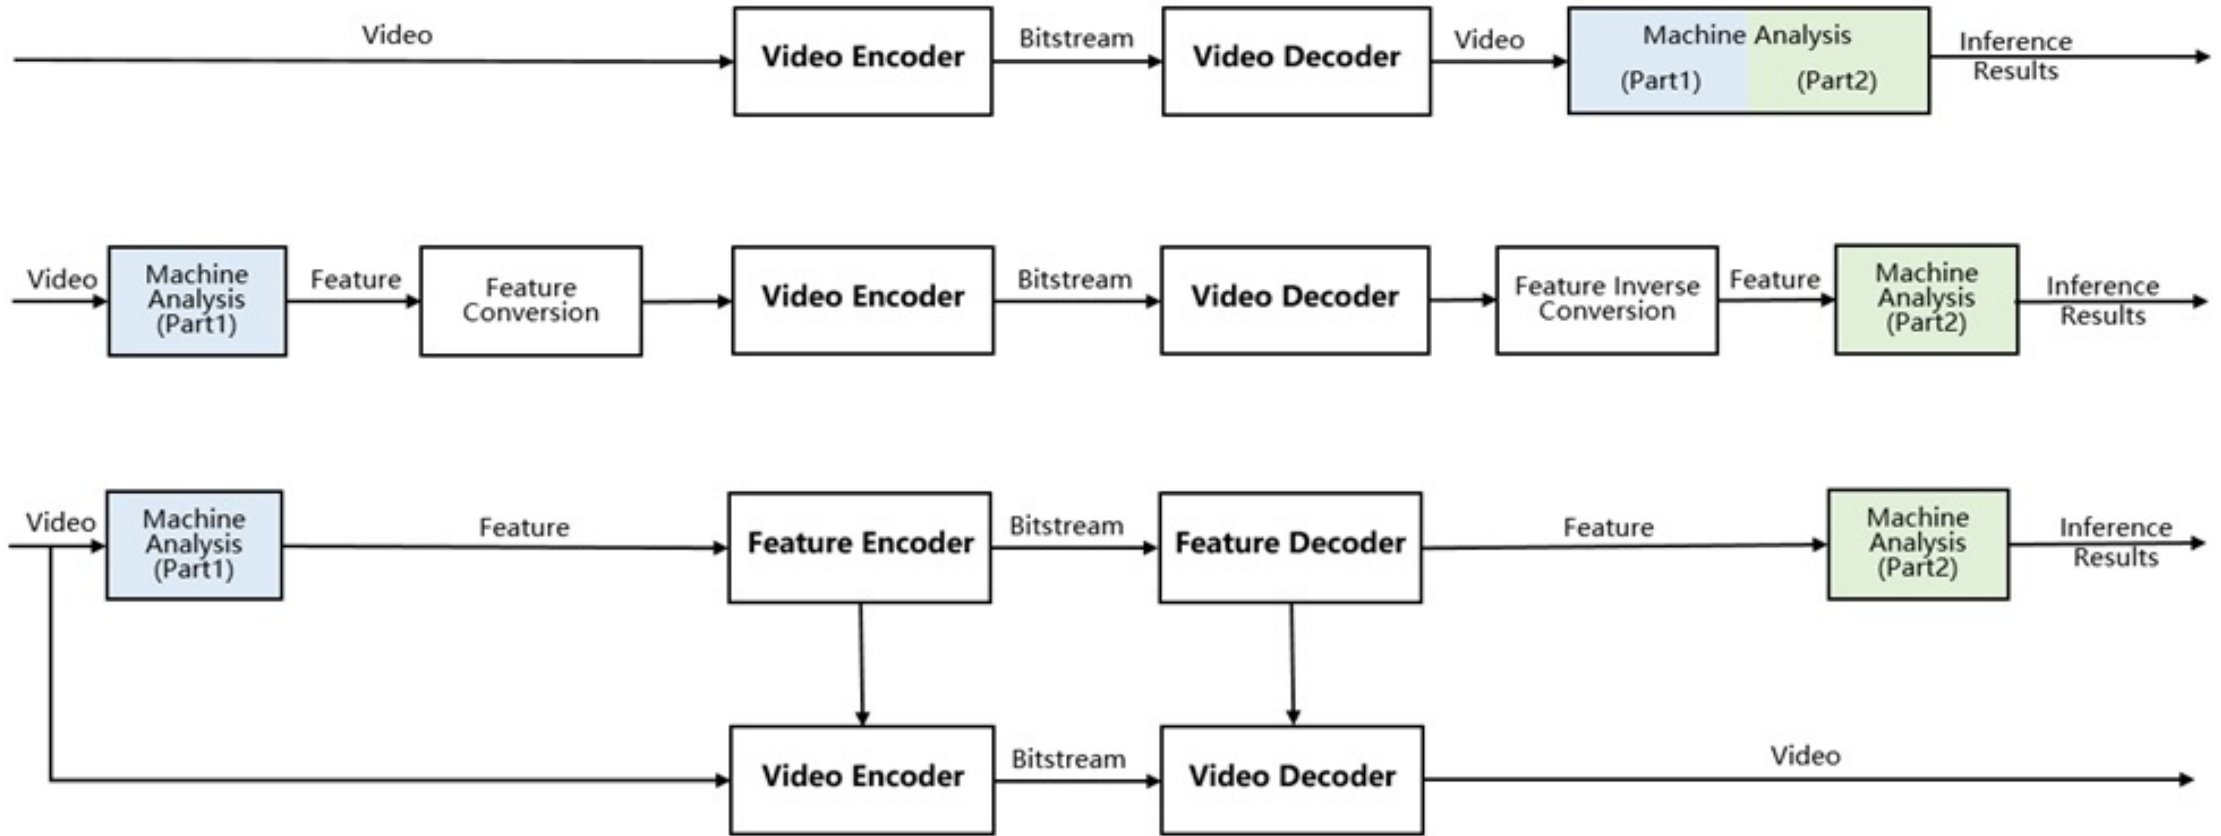 Video
Video Encoder
Bitstream
Video Decoder
Video
Machine Analysis
(Part1) (Part2)
Inference
Results
Video
Machine
Analysis
(Part1)
Feature
Feature
Conversion
Video Encoder
Bitstream
Video Decoder
Feature Inverse
Conversion
Feature
Machine
Analysis
(Part2)
Inference
Results
Video
Machine
Analysis
(Part1)
Feature
Feature Encoder
Bitstream
Feature Decoder
Feature
Machine
Analysis
(Part2)
Inference
Results
Video Encoder
Bitstream
Video Decoder
Video